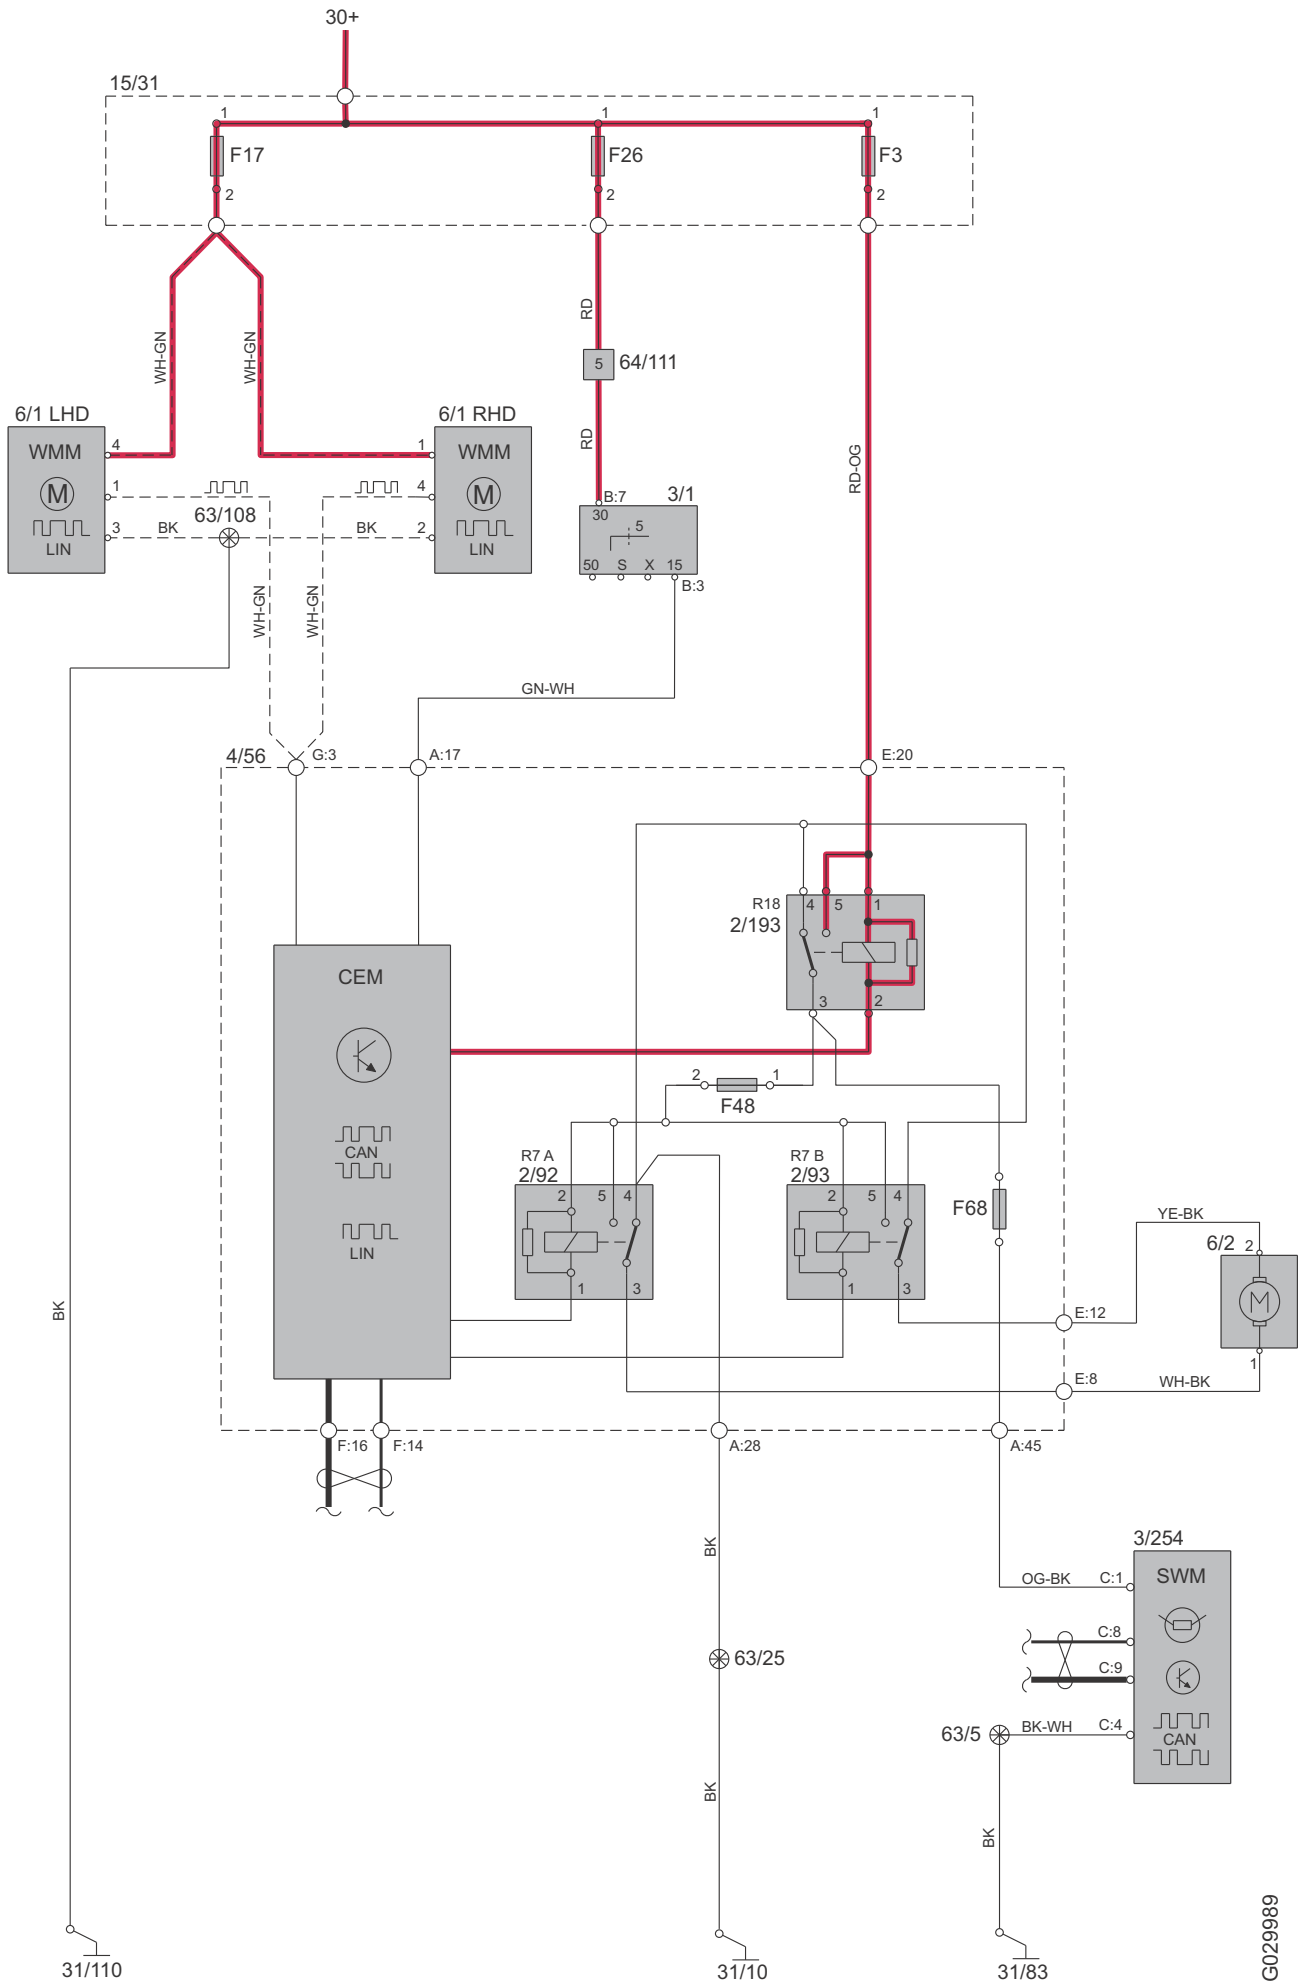 30+
15/31
1
1
1
F17
F26
F3
2
2
2
WH-GN
WH-GN
RD
5
64/111
RD
RD-OG
6/1 LHD
6/1 RHD
WMM
4
1
WMM
M
1
4
M
63/108
3
BK
BK
2
LIN
LIN
B:7
3/1
30
5
50
S
X
15
B:3
WH-GN
WH-GN
GN-WH
4/56
G:3
A:17
E:20
R18
2/193
4
5
1
3
2
CEM
CAN
LIN
2
1
F48
R7 A
2/92
2
5
4
1
3
R7 B
2/93
2
5
4
1
3
F68
YE-BK
6/2
2
M
1
E:12
E:8
WH-BK
BK
F:16
F:14
A:28
A:45
BK
3/254
OG-BK
C:1
SWM
C:8
C:9
63/25
63/5
BK-WH
C:4
CAN
BK
BK
31/110
31/10
31/83
G029989